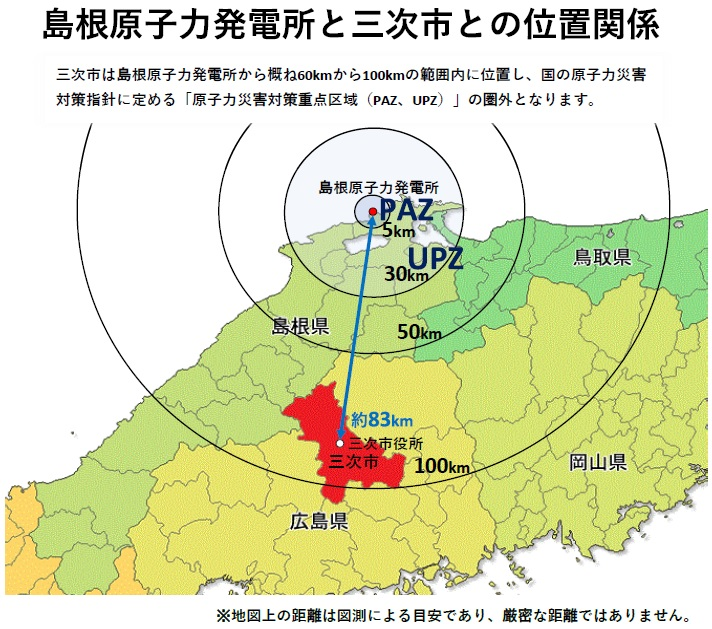 島根原子力発電所と三次市との位置関係
三次市は島根原子力発電所から概ね60kmから100kmの範囲内に位置し、国の原子力災害
対策指針に定める「原子力災害対策重点区域（PAZ、UPZ）」の圏外となります。
島根原子力発電所
PAZ
5km
UPZ
鳥取県
30km
島根県
50km
約83km
三次市役所
三次市
100km
岡山県
広島県
※地図上の距離は図測による目安であり、厳密な距離ではありません。